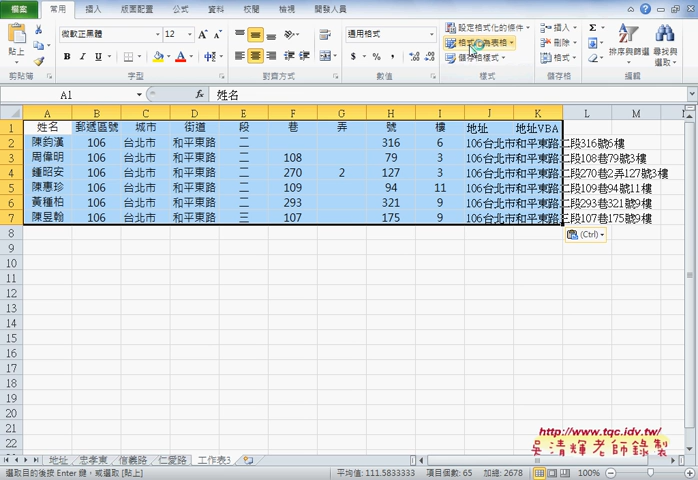 檔案 常用 插入 版面配置 公式 資料 校閱 檢視 開發人員
貼上 微軟正黑體 12 通用格式 設定格式化的條件 插入
格式化為表格 刪除 排序與篩選 尋找與選取
儲存格樣式 格式
剪貼簿 字型 對齊方式 數值 樣式 儲存格 編輯
A1 fx 姓名
A B C D E F G H I J K L M
1 姓名 郵遞區號 城市 街道 段 巷 弄 號 樓 地址 地址VBA
2 陳鈞漢 106 台北市 和平東路 二 316 6 106台北市和平東路二段316號6樓
3 周偉明 106 台北市 和平東路 二 108 79 3 106台北市和平東路二段108巷79號3樓
4 鍾昭安 106 台北市 和平東路 二 270 2 127 3 106台北市和平東路二段270巷2弄127號3樓
5 陳惠珍 106 台北市 和平東路 二 109 94 11 106台北市和平東路二段109巷94號11樓
6 黃種柏 106 台北市 和平東路 二 293 321 9 106台北市和平東路二段293巷321號9樓
7 陳昱翰 106 台北市 和平東路 三 107 175 9 106台北市和平東路三段107巷175號9樓
8 (Ctrl)
9
10
11
12
13
14
15
16
17
18
19
20
21
22
http://www.tqc.idv.tw/
吳清輝老師錄製
地址 忠孝東 信義路 仁愛路 工作表3
選取目的後按 Enter 鍵，或選取 [貼上] 平均值: 111.5833333 項目個數: 65 加總: 2678 100%